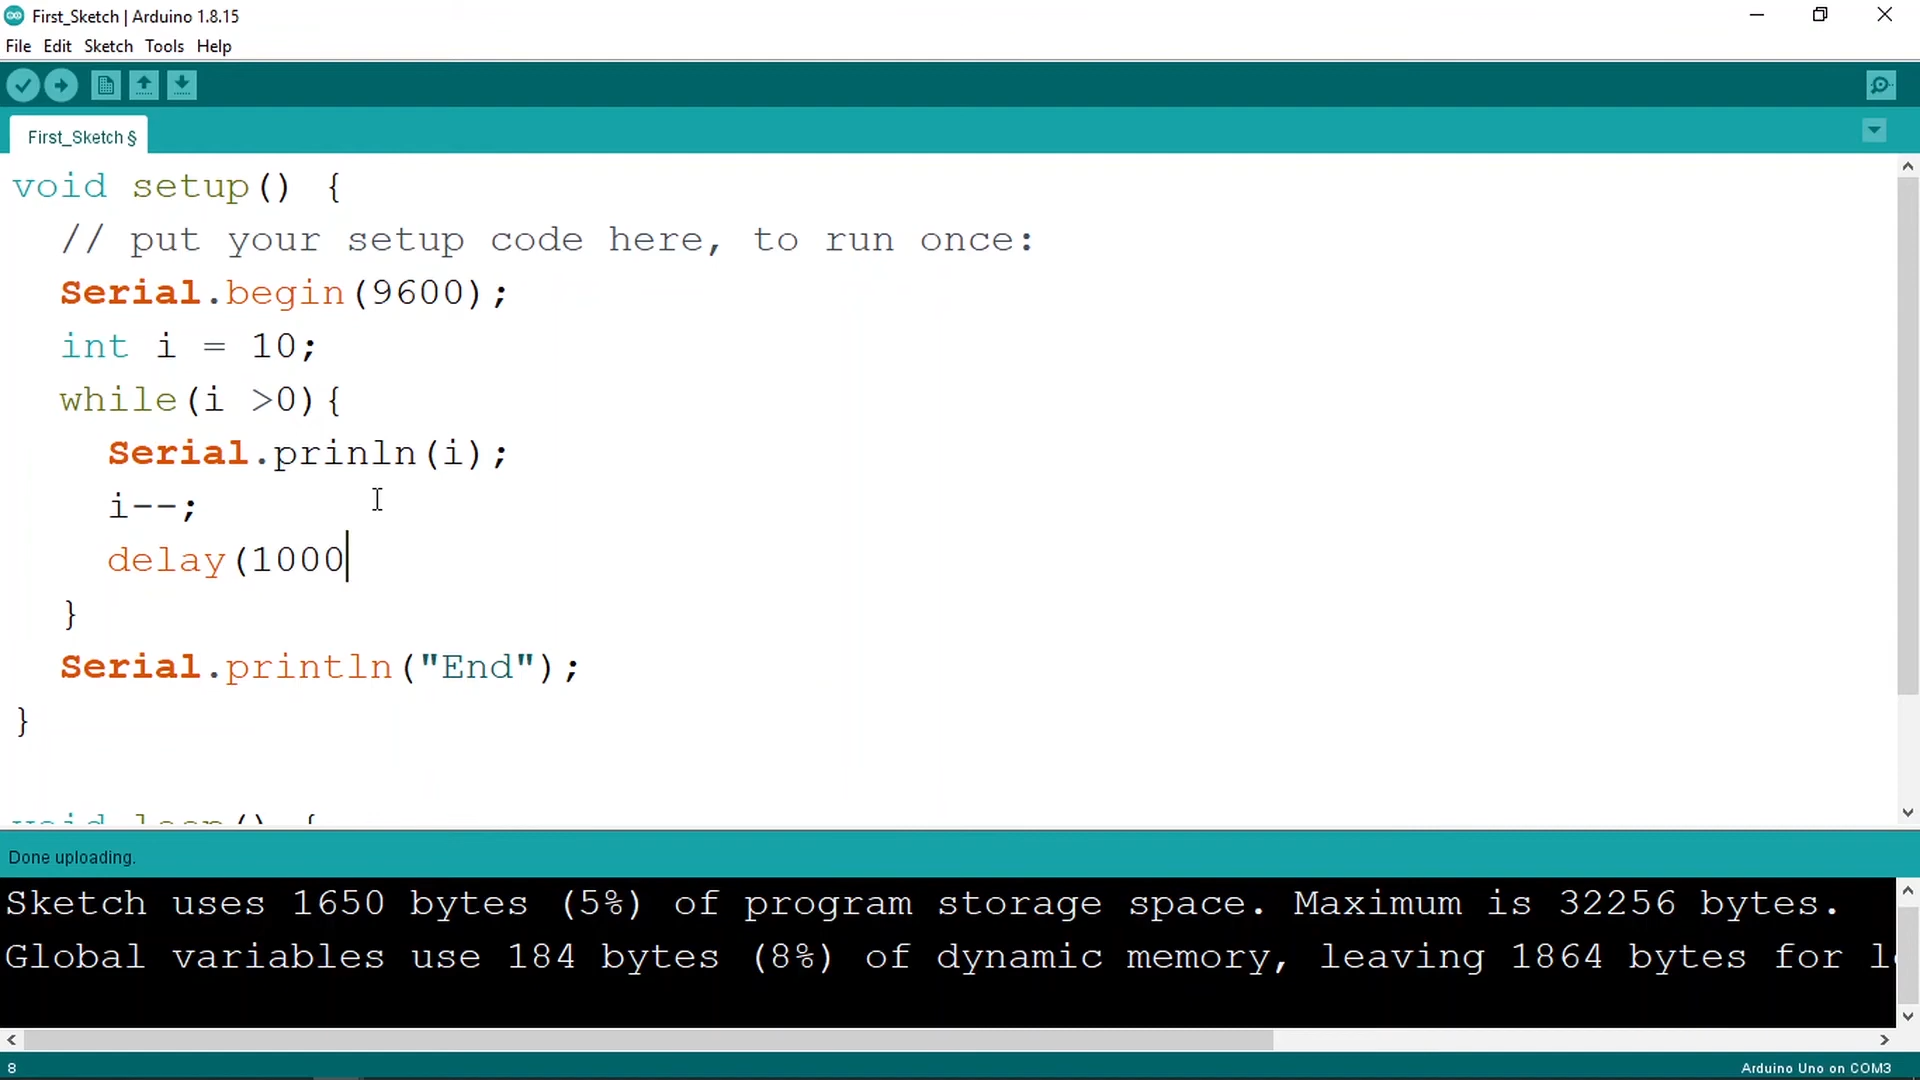 First_Sketch | Arduino 1.8.15
File Edit Sketch Tools Help
First_Sketch §
void setup() {
// put your setup code here, to run once:
Serial.begin(9600);
int i = 10;
while(i >0){
Serial.prinln(i);
i--;
delay(1000
}
Serial.println("End");
}
void loop() {
Done uploading.
Sketch uses 1650 bytes (5%) of program storage space. Maximum is 32256 bytes.
Global variables use 184 bytes (8%) of dynamic memory, leaving 1864 bytes for
8
Arduino Uno on COM3